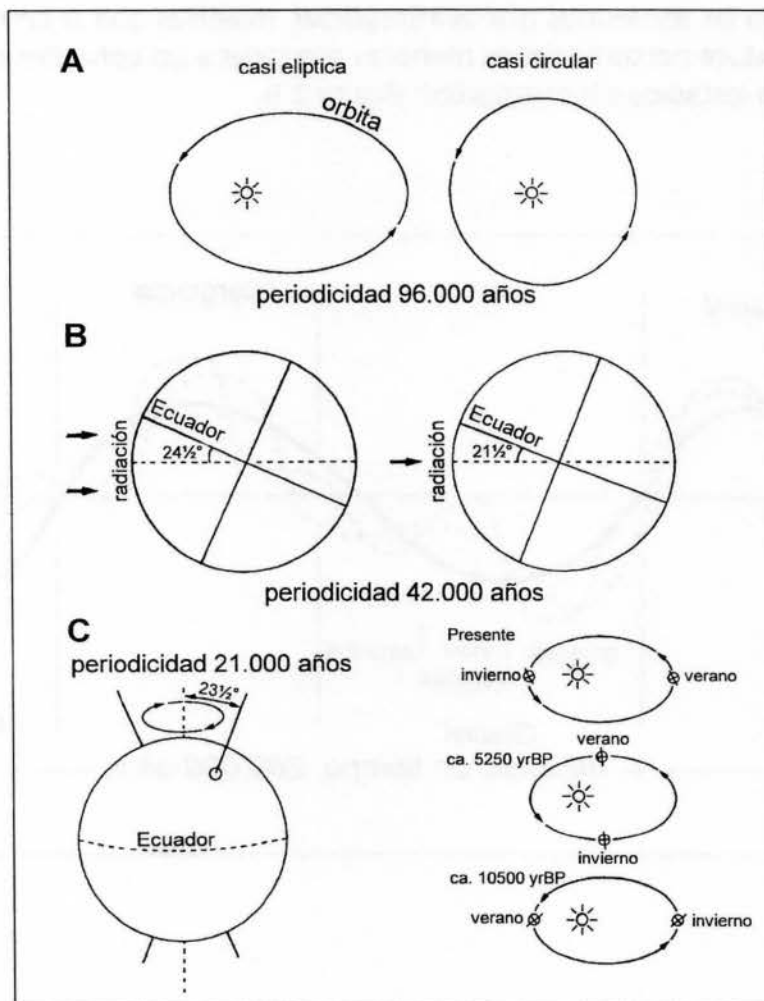 A
casi eliptica
casi circular
orbita
periodicidad 96.000 años
B
Ecuador
24½°
radiación
Ecuador
21½°
radiación
periodicidad 42.000 años
C
periodicidad 21.000 años
23½°
Ecuador
Presente
invierno
verano
verano
ca. 5250 yrBP
invierno
ca. 10500 yrBP
verano
invierno